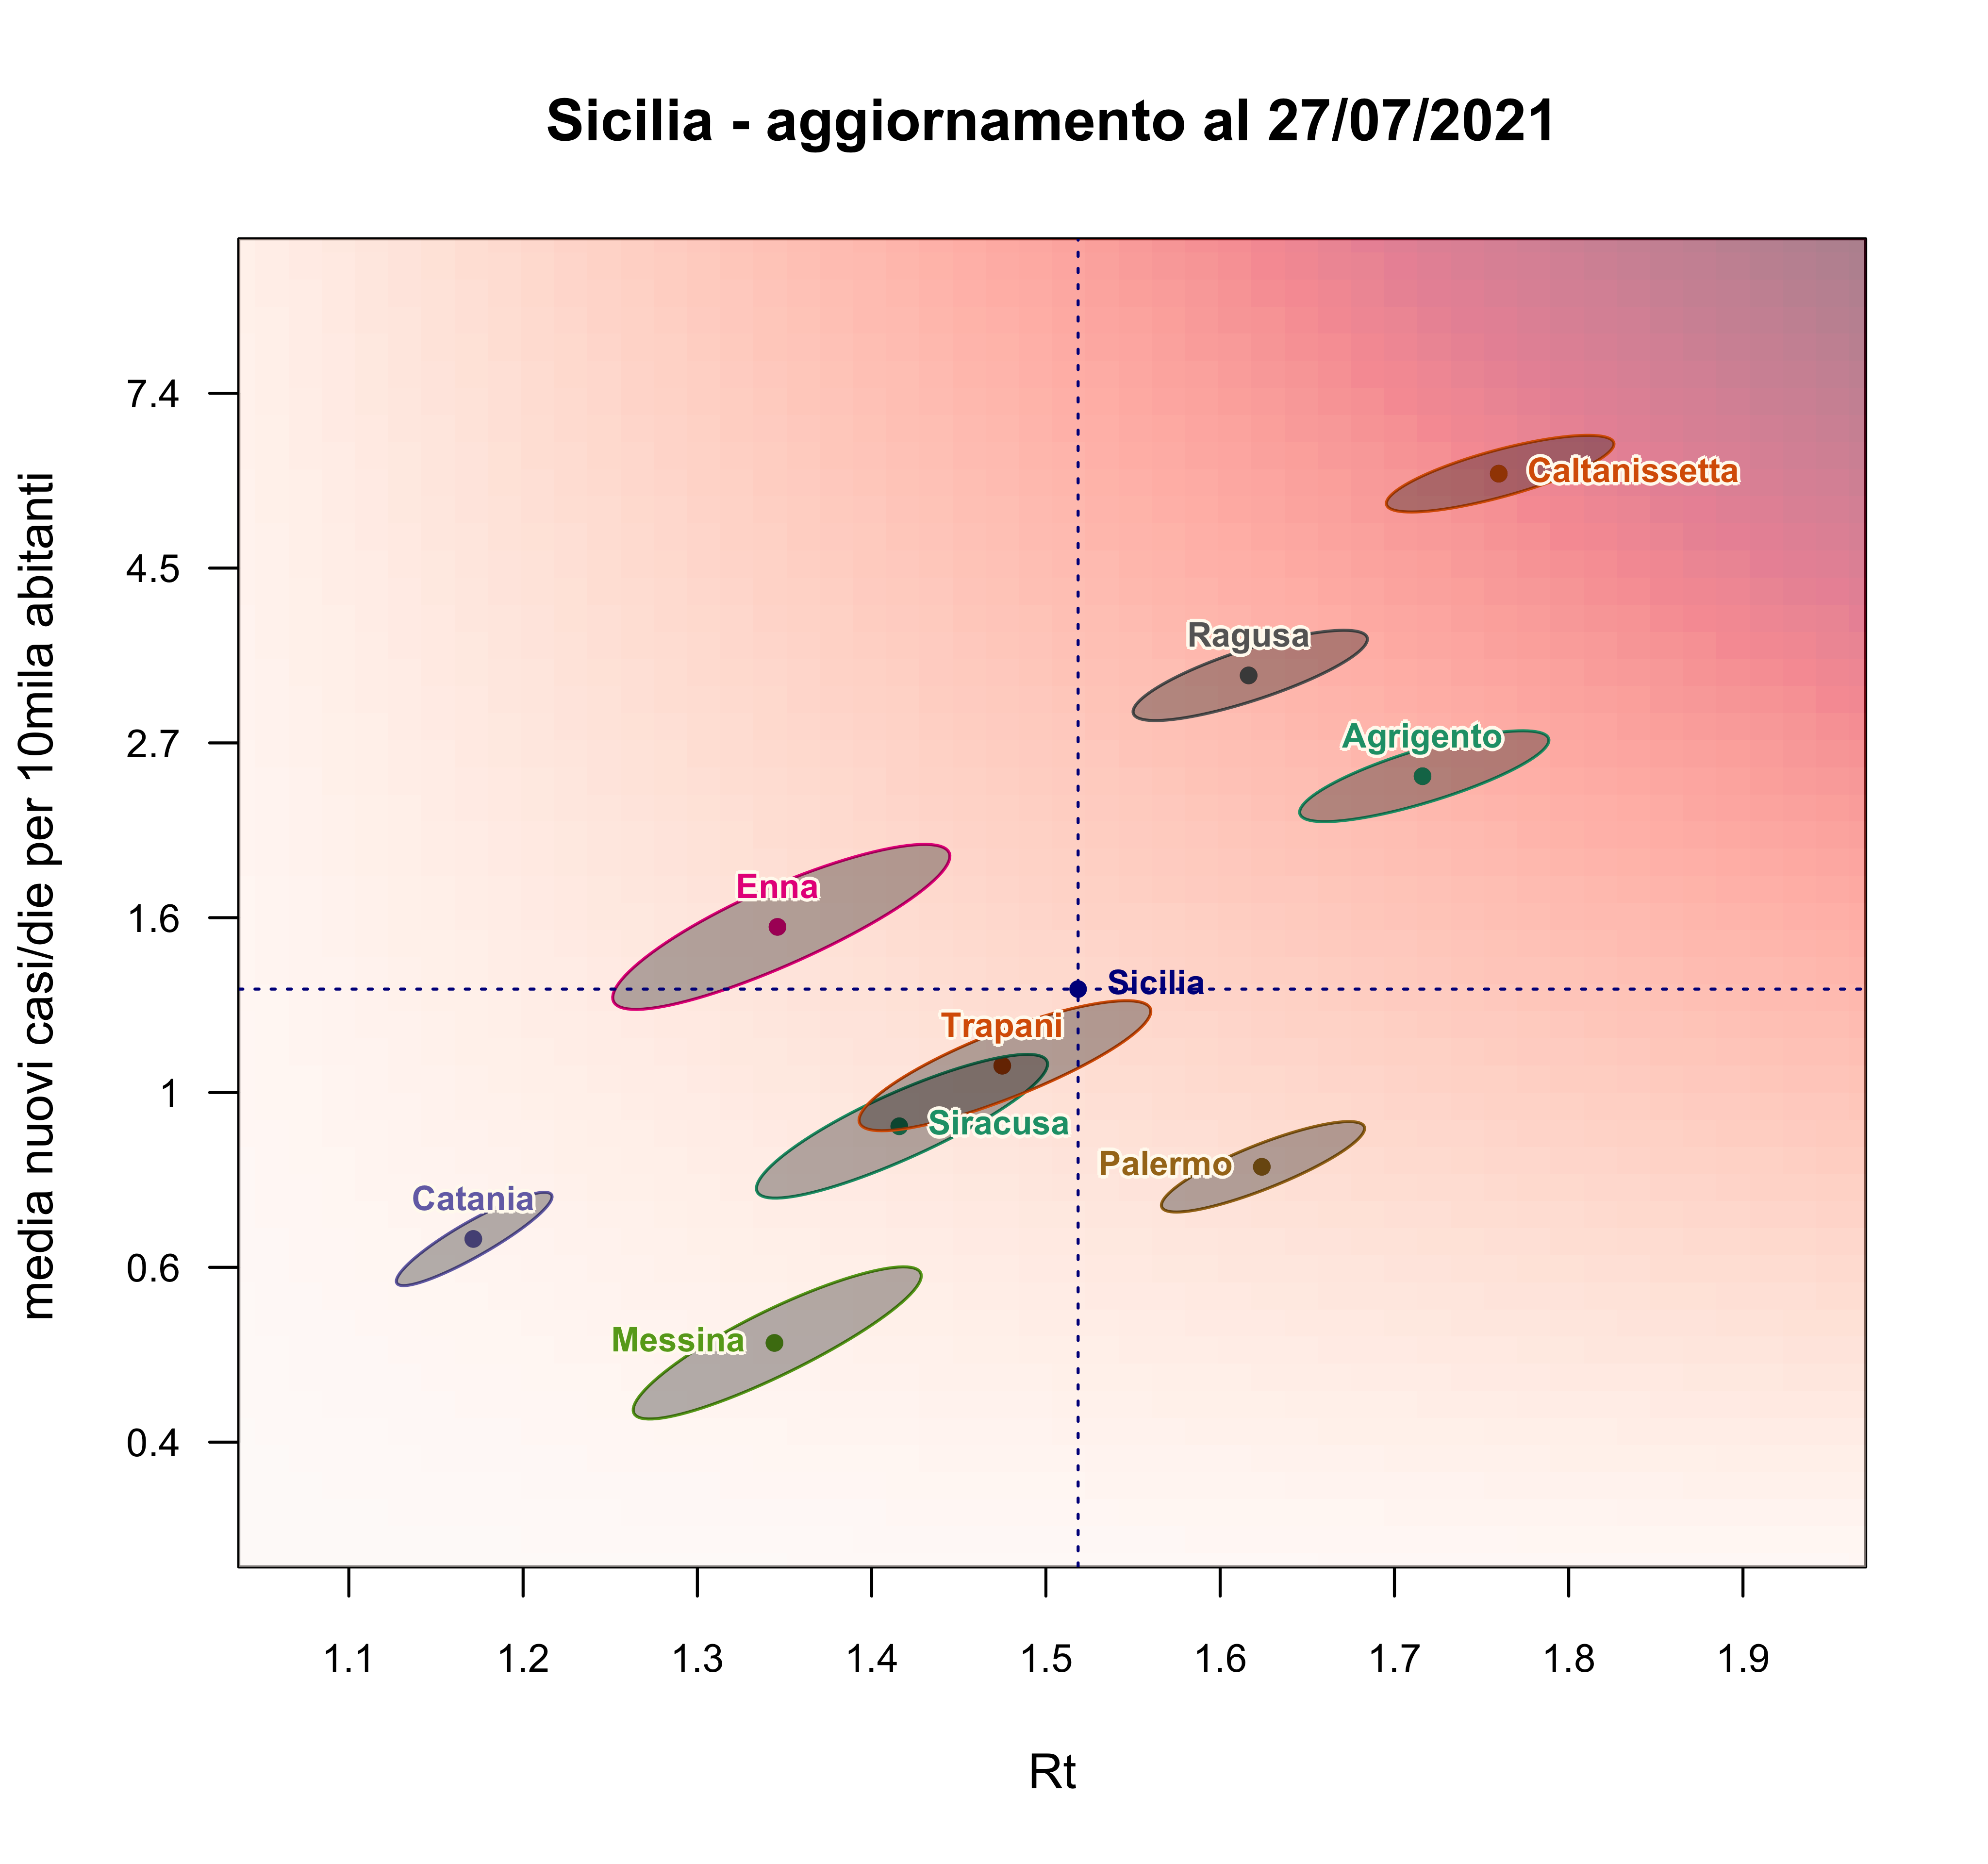 Sicilia - aggiornamento al 27/07/2021
media nuovi casi/die per 10mila abitanti
7.4
4.5
2.7
1.6
1
0.6
0.4
Caltanissetta
Ragusa
Agrigento
Enna
Sicilia
Trapani
Siracusa
Palermo
Catania
Messina
1.1 1.2 1.3 1.4 1.5 1.6 1.7 1.8 1.9
Rt